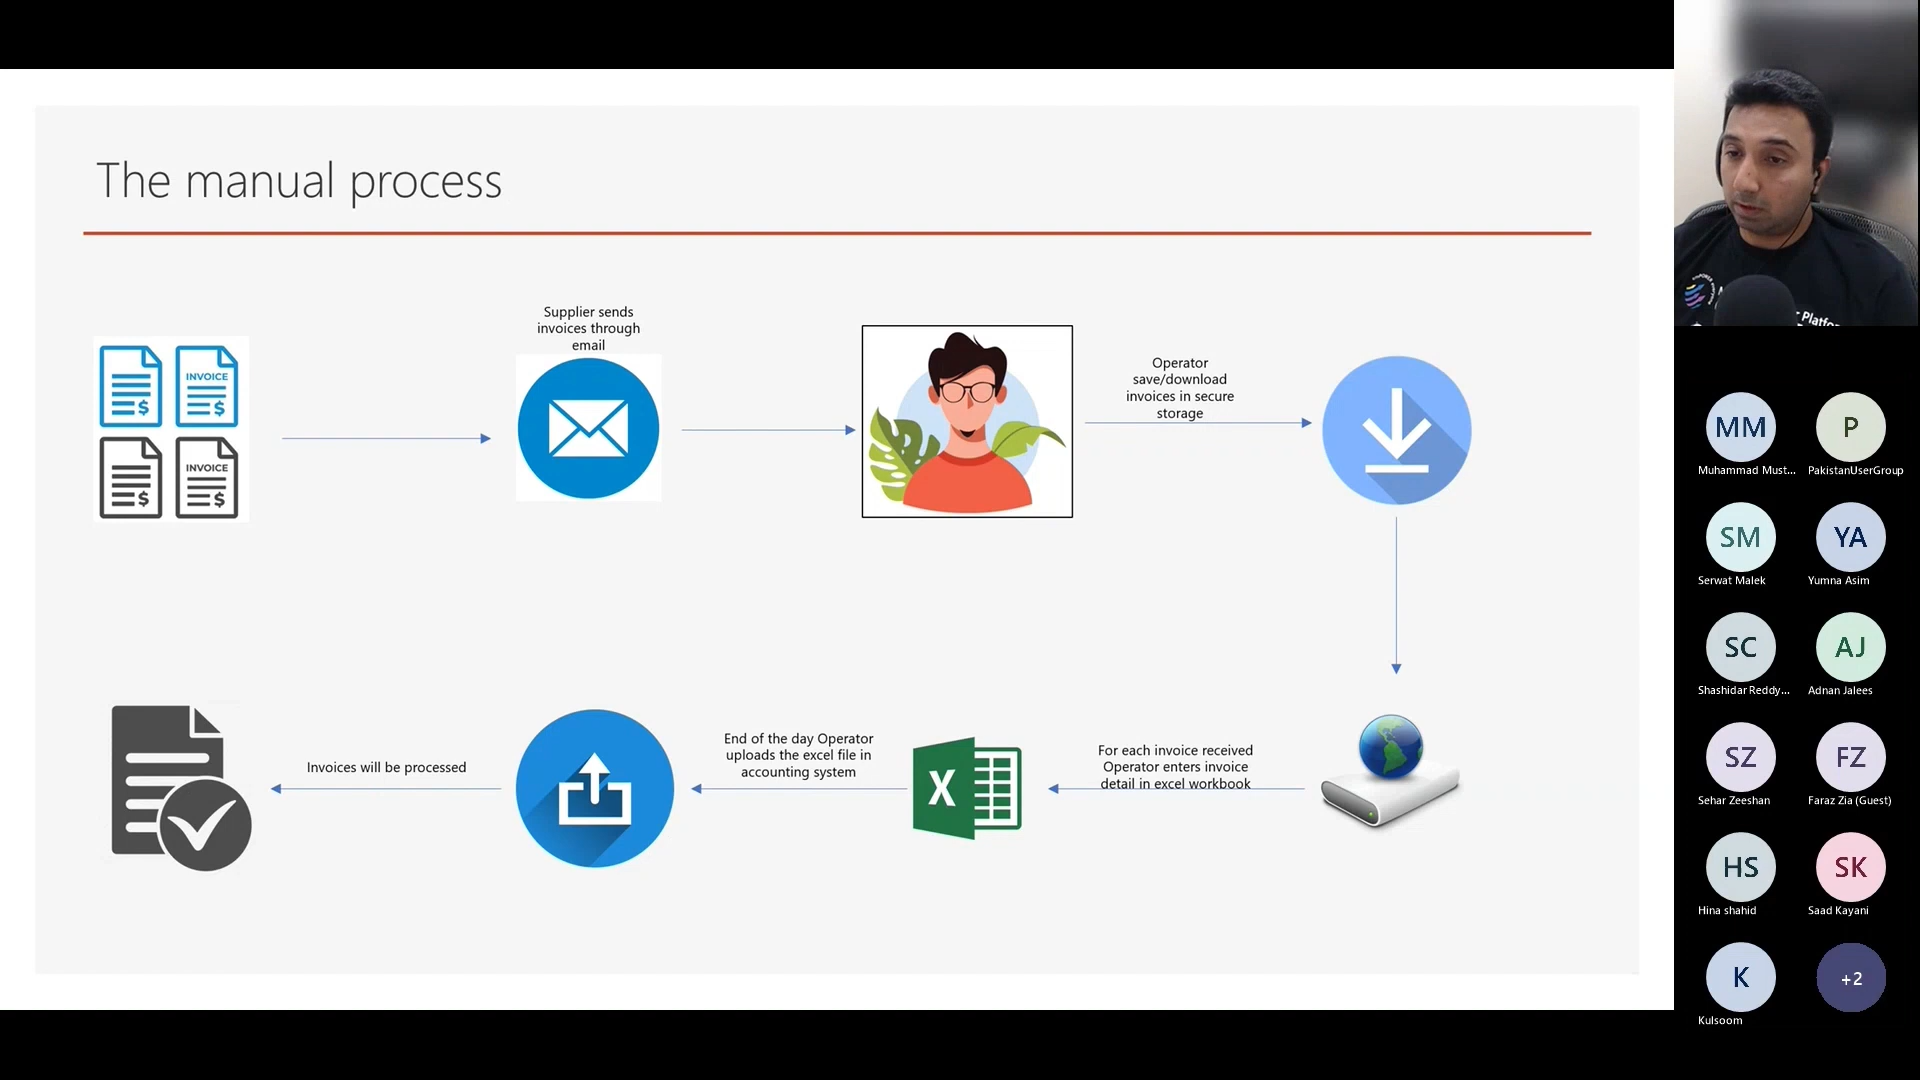 The manual process
Supplier sends
invoices through
email
Operator
save/download
invoices in secure
storage
INVOICE
$
$
INVOICE
$
$
Invoices will be processed
End of the day Operator
uploads the excel file in
accounting system
X
For each invoice received
Operator enters invoice
detail in excel workbook
r Platfo
MM
Muhammad Must...
P
PakistanUserGroup
SM
Serwat Malek
YA
Yumna Asim
SC
Shashidar Reddy...
AJ
Adnan Jalees
SZ
Sehar Zeeshan
FZ
Faraz Zia (Guest)
HS
Hina shahid
SK
Saad Kayani
K
Kulsoom
+2